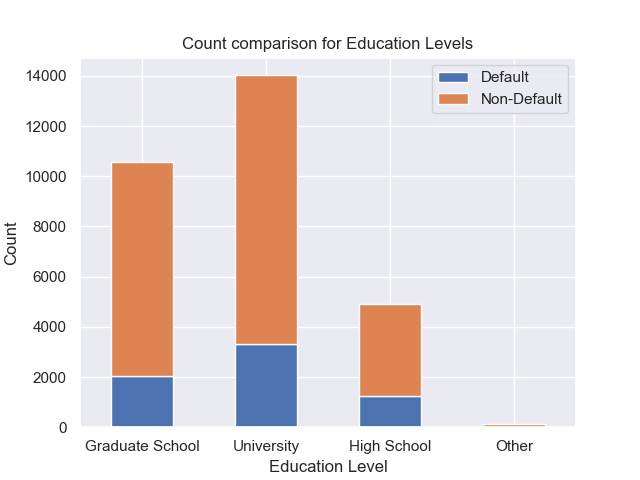 Count comparison for Education Levels
Default
Non-Default
14000
12000
10000
8000
6000
4000
2000
0
Count
Graduate School
University
High School
Other
Education Level